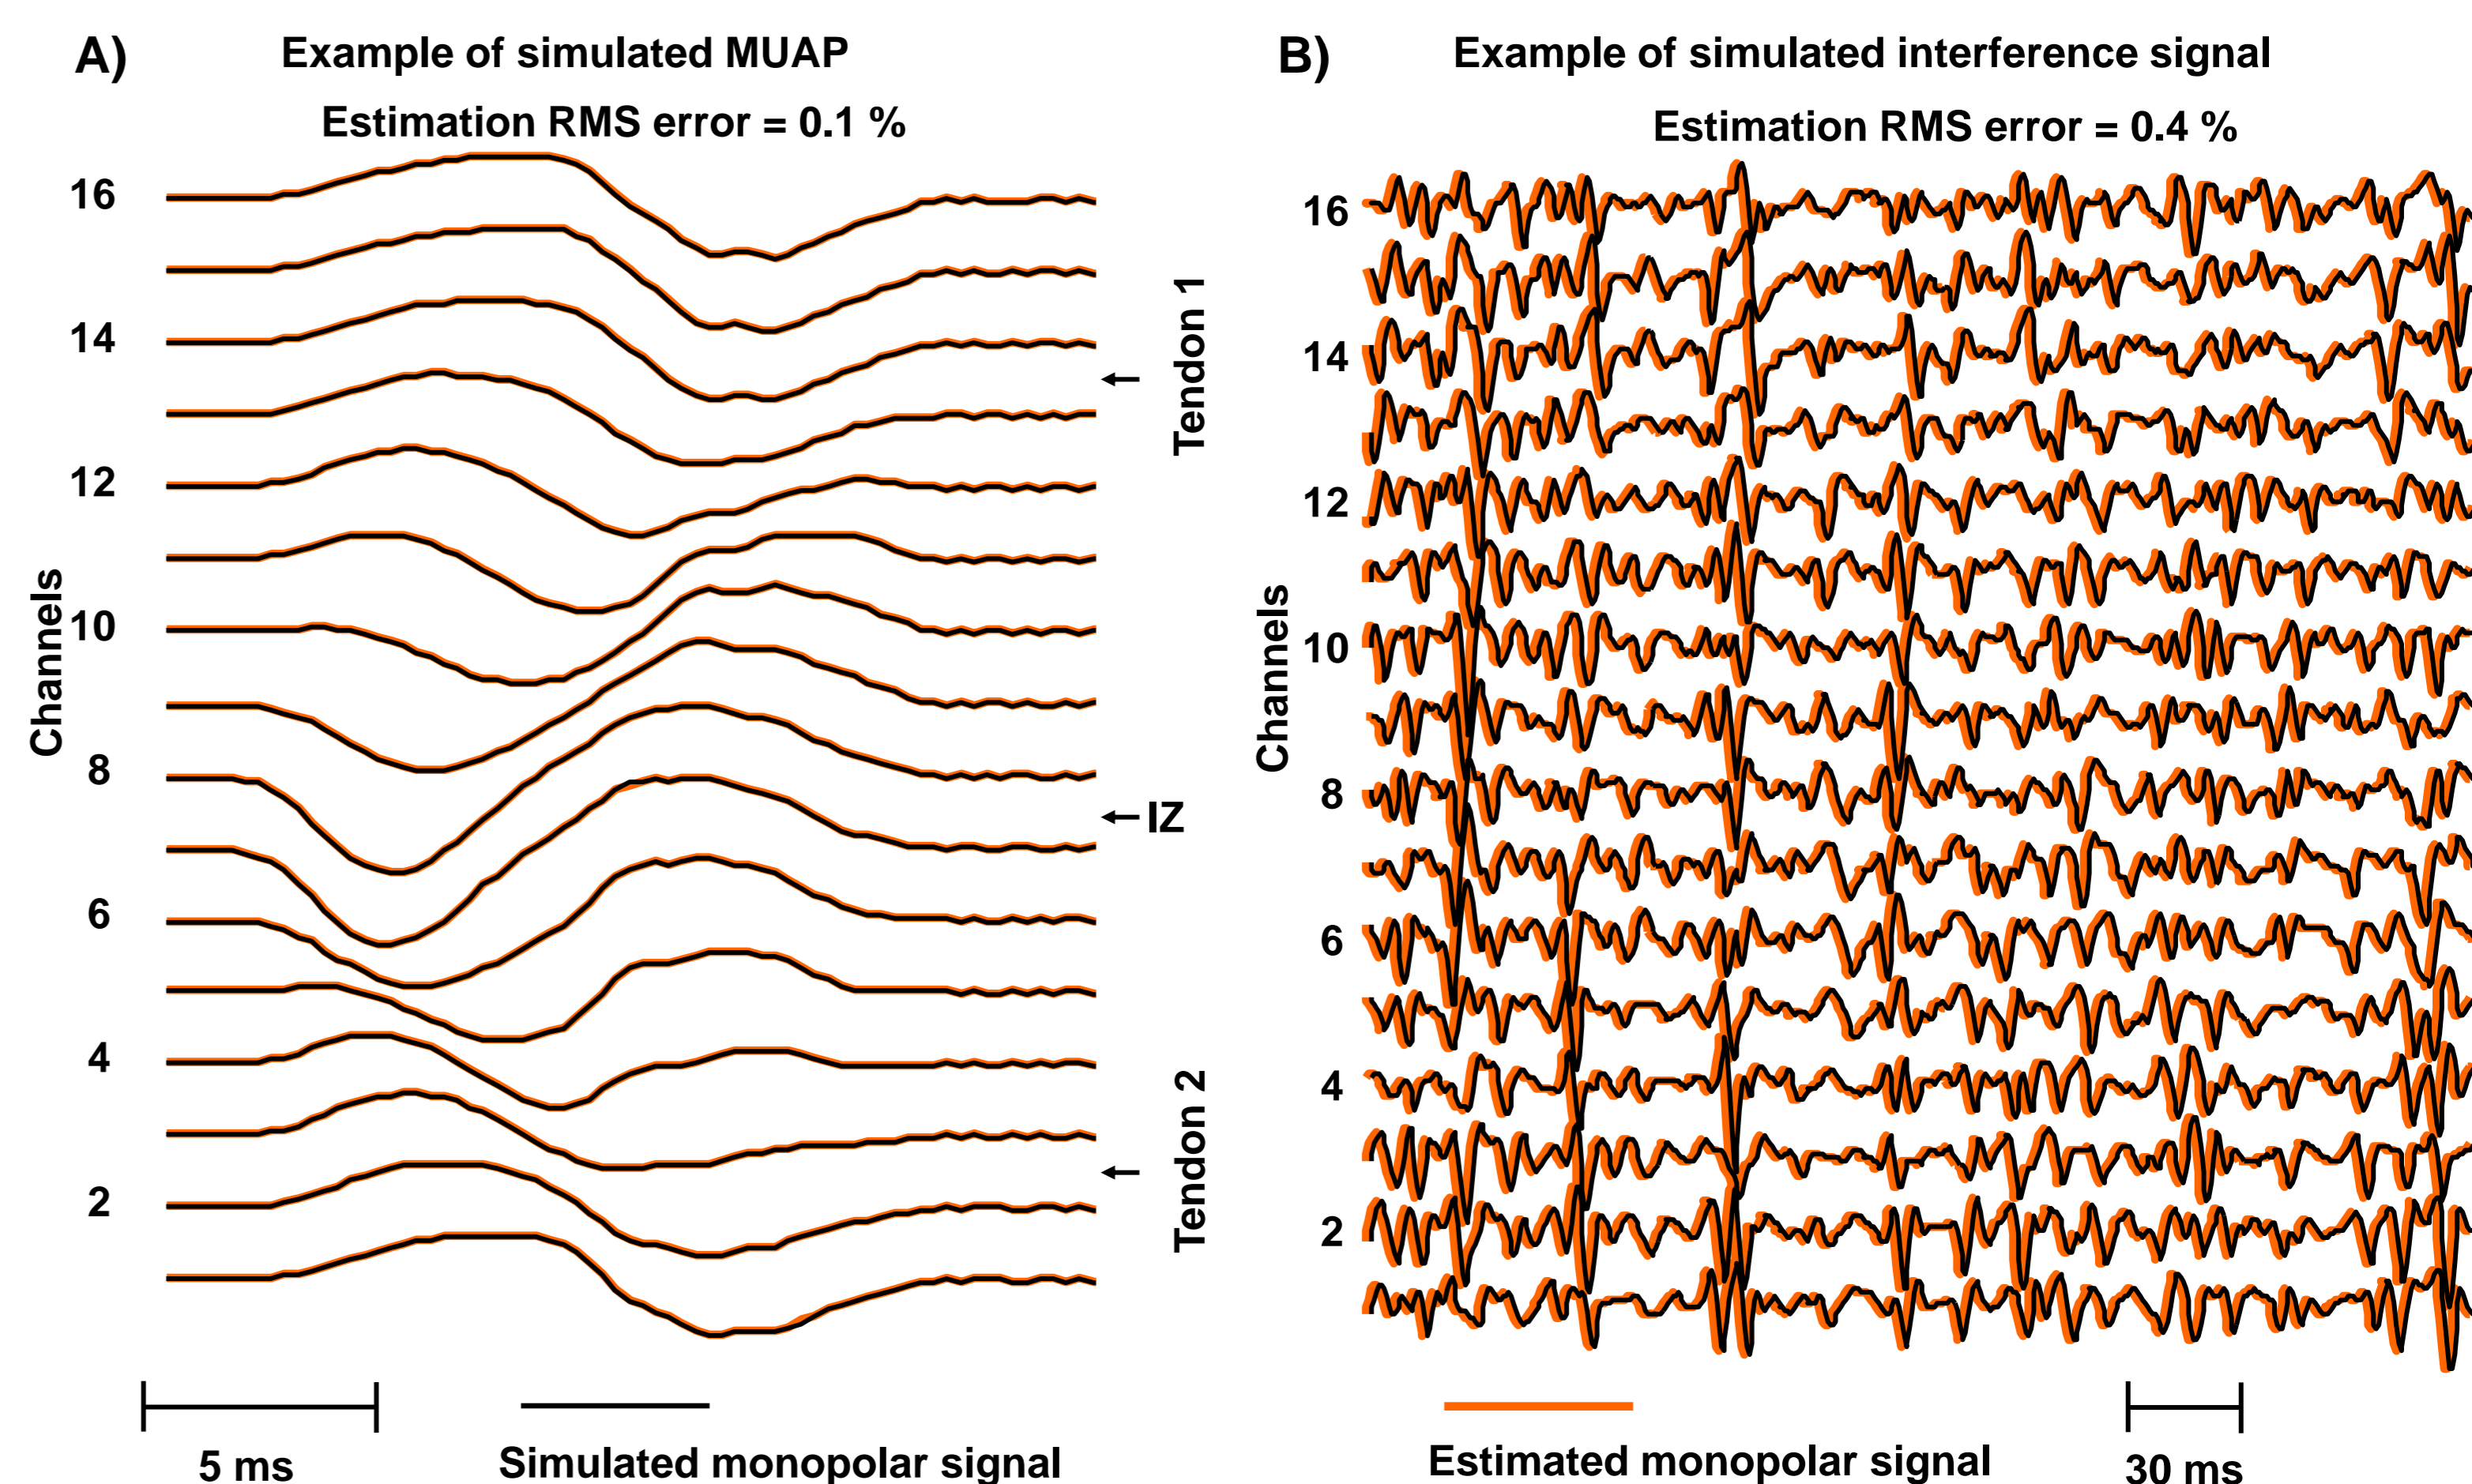 A)
Example of simulated MUAP
Estimation RMS error = 0.1 %
16
14
12
10
8
6
4
2
Channels
Tendon 1
IZ
Tendon 2
5 ms
Simulated monopolar signal
B)
Example of simulated interference signal
Estimation RMS error = 0.4 %
16
14
12
10
8
6
4
2
Channels
Estimated monopolar signal
30 ms